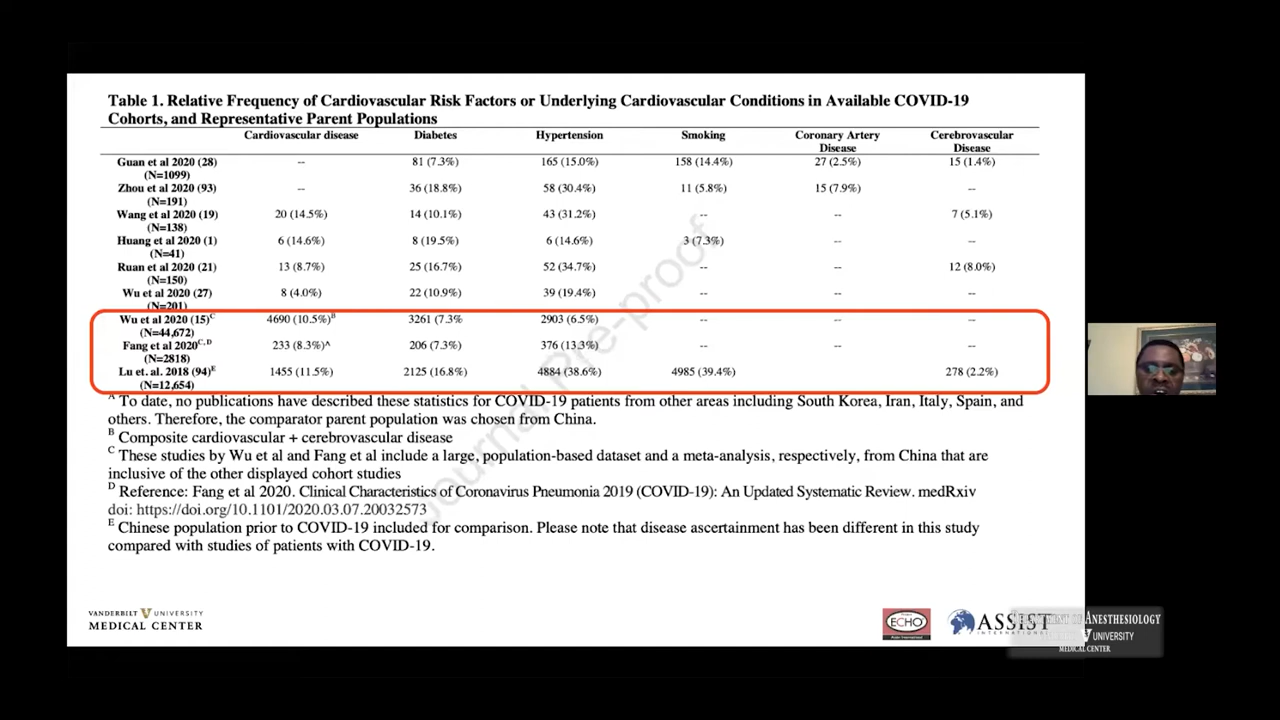 Table 1. Relative Frequency of Cardiovascular Risk Factors or Underlying Cardiovascular Conditions in Available COVID-19
Cohorts, and Representative Parent Populations
Cardiovascular disease Diabetes Hypertension Smoking Coronary Artery Disease Cerebrovascular Disease
Guan et al 2020 (28) -- 81 (7.3%) 165 (15.0%) 158 (14.4%) 27 (2.5%) 15 (1.4%)
(N=1099)
Zhou et al 2020 (93) -- 36 (18.8%) 58 (30.4%) 11 (5.8%) 15 (7.9%) --
(N=191)
Wang et al 2020 (19) 20 (14.5%) 14 (10.1%) 43 (31.2%) -- -- 7 (5.1%)
(N=138)
Huang et al 2020 (1) 6 (14.6%) 8 (19.5%) 6 (14.6%) 3 (7.3%) -- --
(N=41)
Ruan et al 2020 (21) 13 (8.7%) 25 (16.7%) 52 (34.7%) -- -- 12 (8.0%)
(N=150)
Wu et al 2020 (27) 8 (4.0%) 22 (10.9%) 39 (19.4%) -- -- --
(N=201)
Wu et al 2020 (15)C 4690 (10.5%)B 3261 (7.3% 2903 (6.5%) -- -- --
(N=44,672)
Fang et al 2020C,D 233 (8.3%)A 206 (7.3%) 376 (13.3%) -- -- --
(N=2818)
Lu et. al. 2018 (94)E 1455 (11.5%) 2125 (16.8%) 4884 (38.6%) 4985 (39.4%) 278 (2.2%)
(N=12,654)
A To date, no publications have described these statistics for COVID-19 patients from other areas including South Korea, Iran, Italy, Spain, and
others. Therefore, the comparator parent population was chosen from China.
B Composite cardiovascular + cerebrovascular disease
C These studies by Wu et al and Fang et al include a large, population-based dataset and a meta-analysis, respectively, from China that are
inclusive of the other displayed cohort studies
D Reference: Fang et al 2020. Clinical Characteristics of Coronavirus Pneumonia 2019 (COVID-19): An Updated Systematic Review. medRxiv
doi: https://doi.org/10.1101/2020.03.07.20032573
E Chinese population prior to COVID-19 included for comparison. Please note that disease ascertainment has been different in this study
compared with studies of patients with COVID-19.
Journal Pre-proof
VANDERBILT V UNIVERSITY
MEDICAL CENTER
ECHO
ASSIST
INTERNATIONAL
OF ANESTHESIOLOGY
UNIVERSITY
MEDICAL CENTER